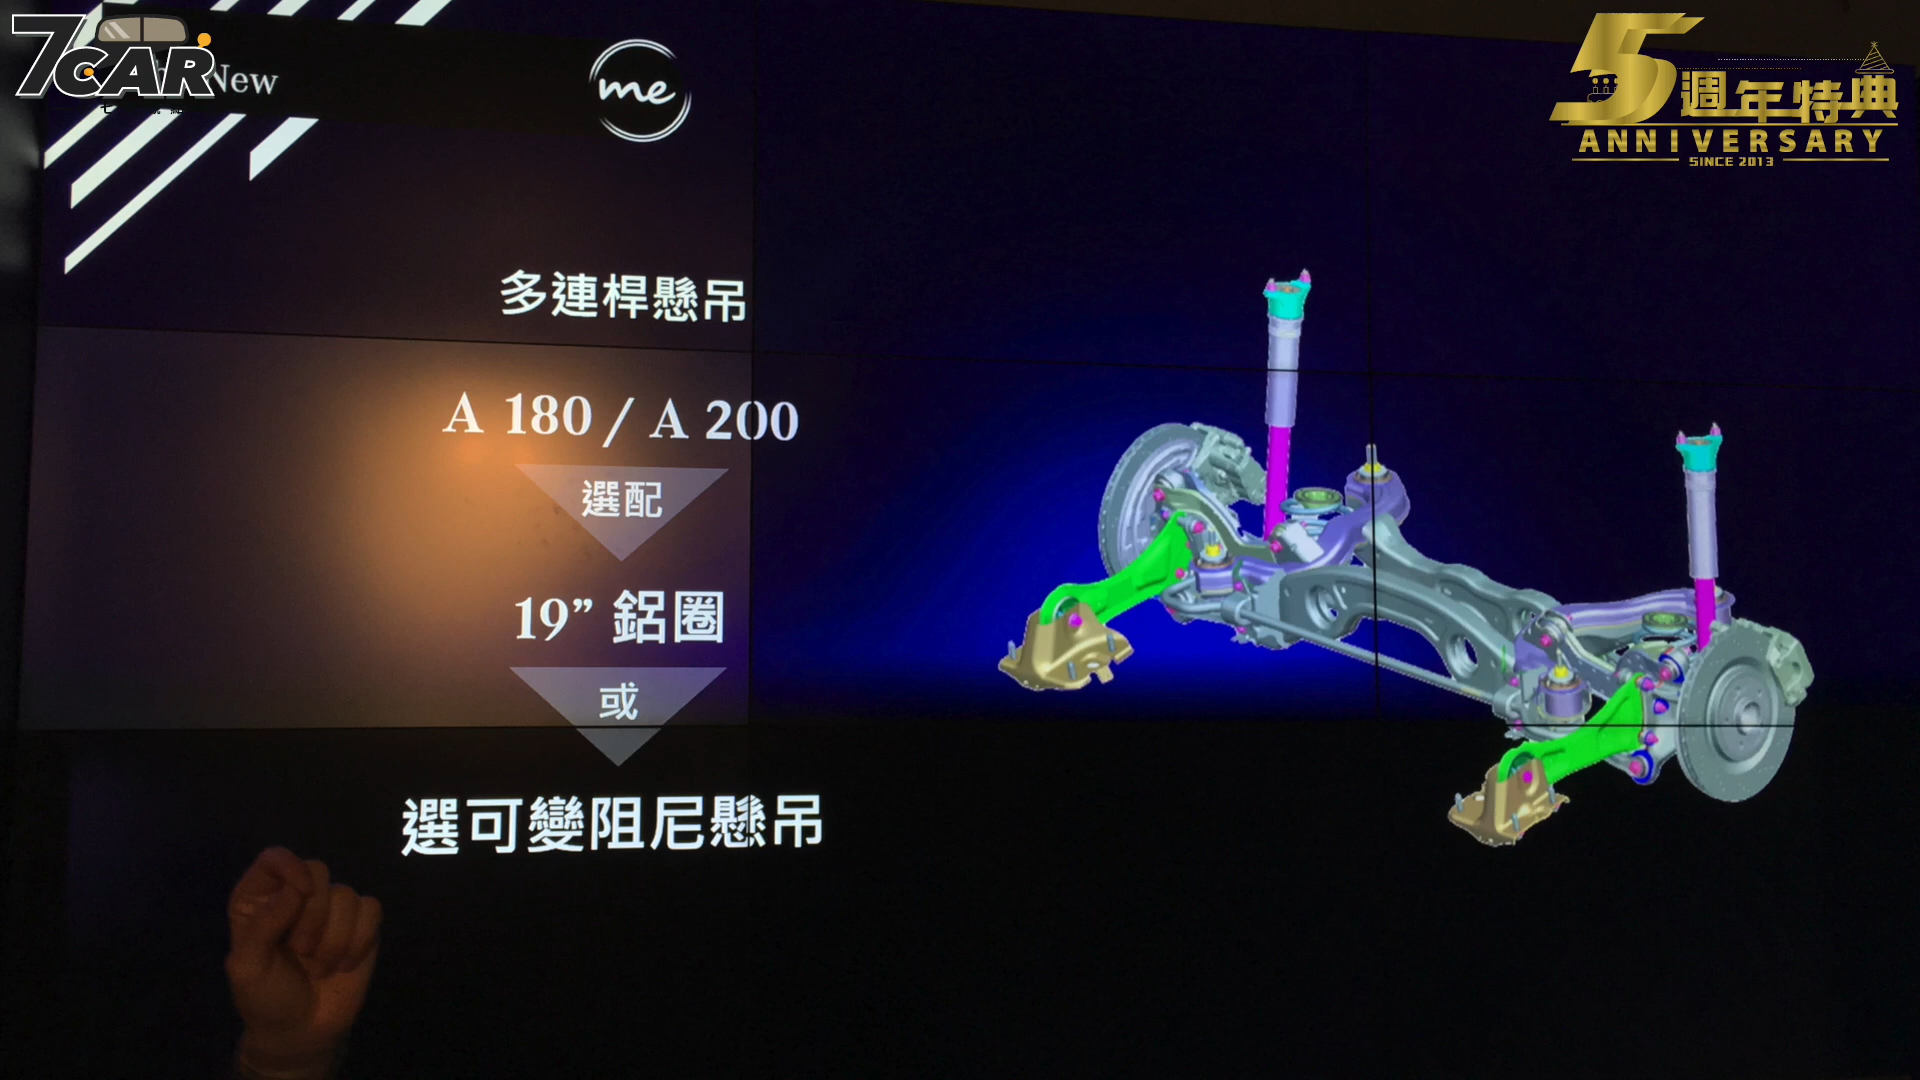 7CAR
New
me
5週年特典
ANNIVERSARY
SINCE 2013
多連桿懸吊
A 180 / A 200
選配
19” 鋁圈
或
選可變阻尼懸吊